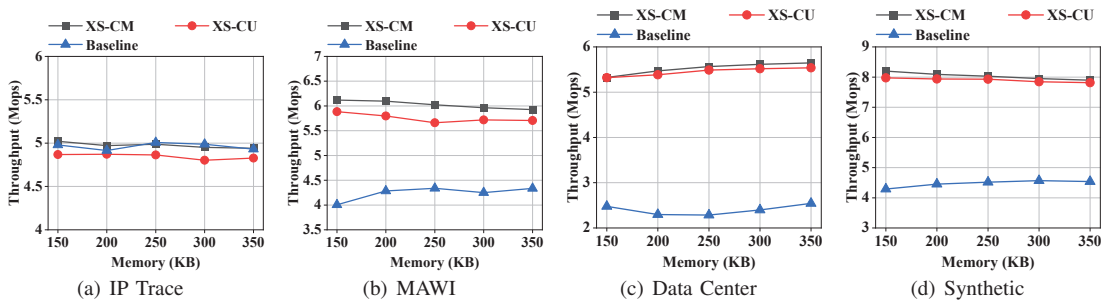 XS-CM XS-CU
Baseline
Throughput (Mops)
6
5.5
5
4.5
4
150 200 250 300 350
Memory (KB)
(a) IP Trace
XS-CM XS-CU
Baseline
Throughput (Mops)
7
6.5
6
5.5
5
4.5
4
3.5
150 200 250 300 350
Memory (KB)
(b) MAWI
XS-CM XS-CU
Baseline
Throughput (Mops)
6
5
4
3
2
150 200 250 300 350
Memory (KB)
(c) Data Center
XS-CM XS-CU
Baseline
Throughput (Mops)
9
8
7
6
5
4
3
150 200 250 300 350
Memory (KB)
(d) Synthetic